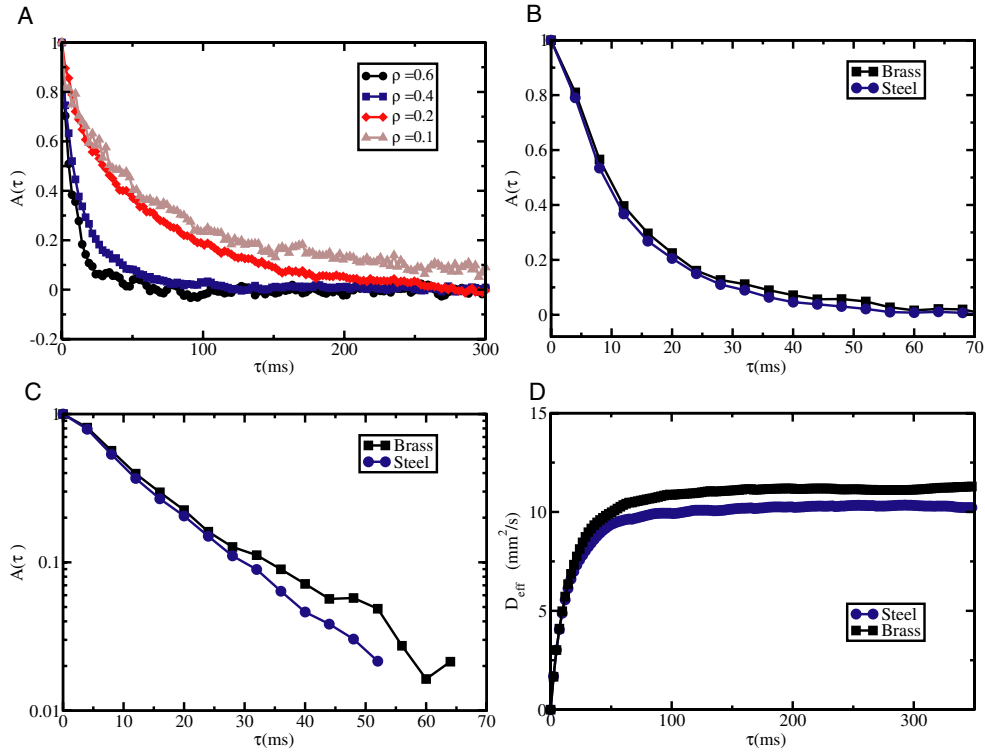 A
1
0.8
0.6
0.4
0.2
0
-0.2
A(τ)
0
100
200
300
τ(ms)
ρ =0.6
ρ =0.4
ρ =0.2
ρ =0.1
B
1
0.8
0.6
0.4
0.2
0
A(τ)
0
10
20
30
40
50
60
70
τ(ms)
Brass
Steel
C
1
0.1
0.01
A(τ)
0
10
20
30
40
50
60
70
τ(ms)
Brass
Steel
D
15
10
5
0
D_eff (mm²/s)
0
100
200
300
τ(ms)
Steel
Brass